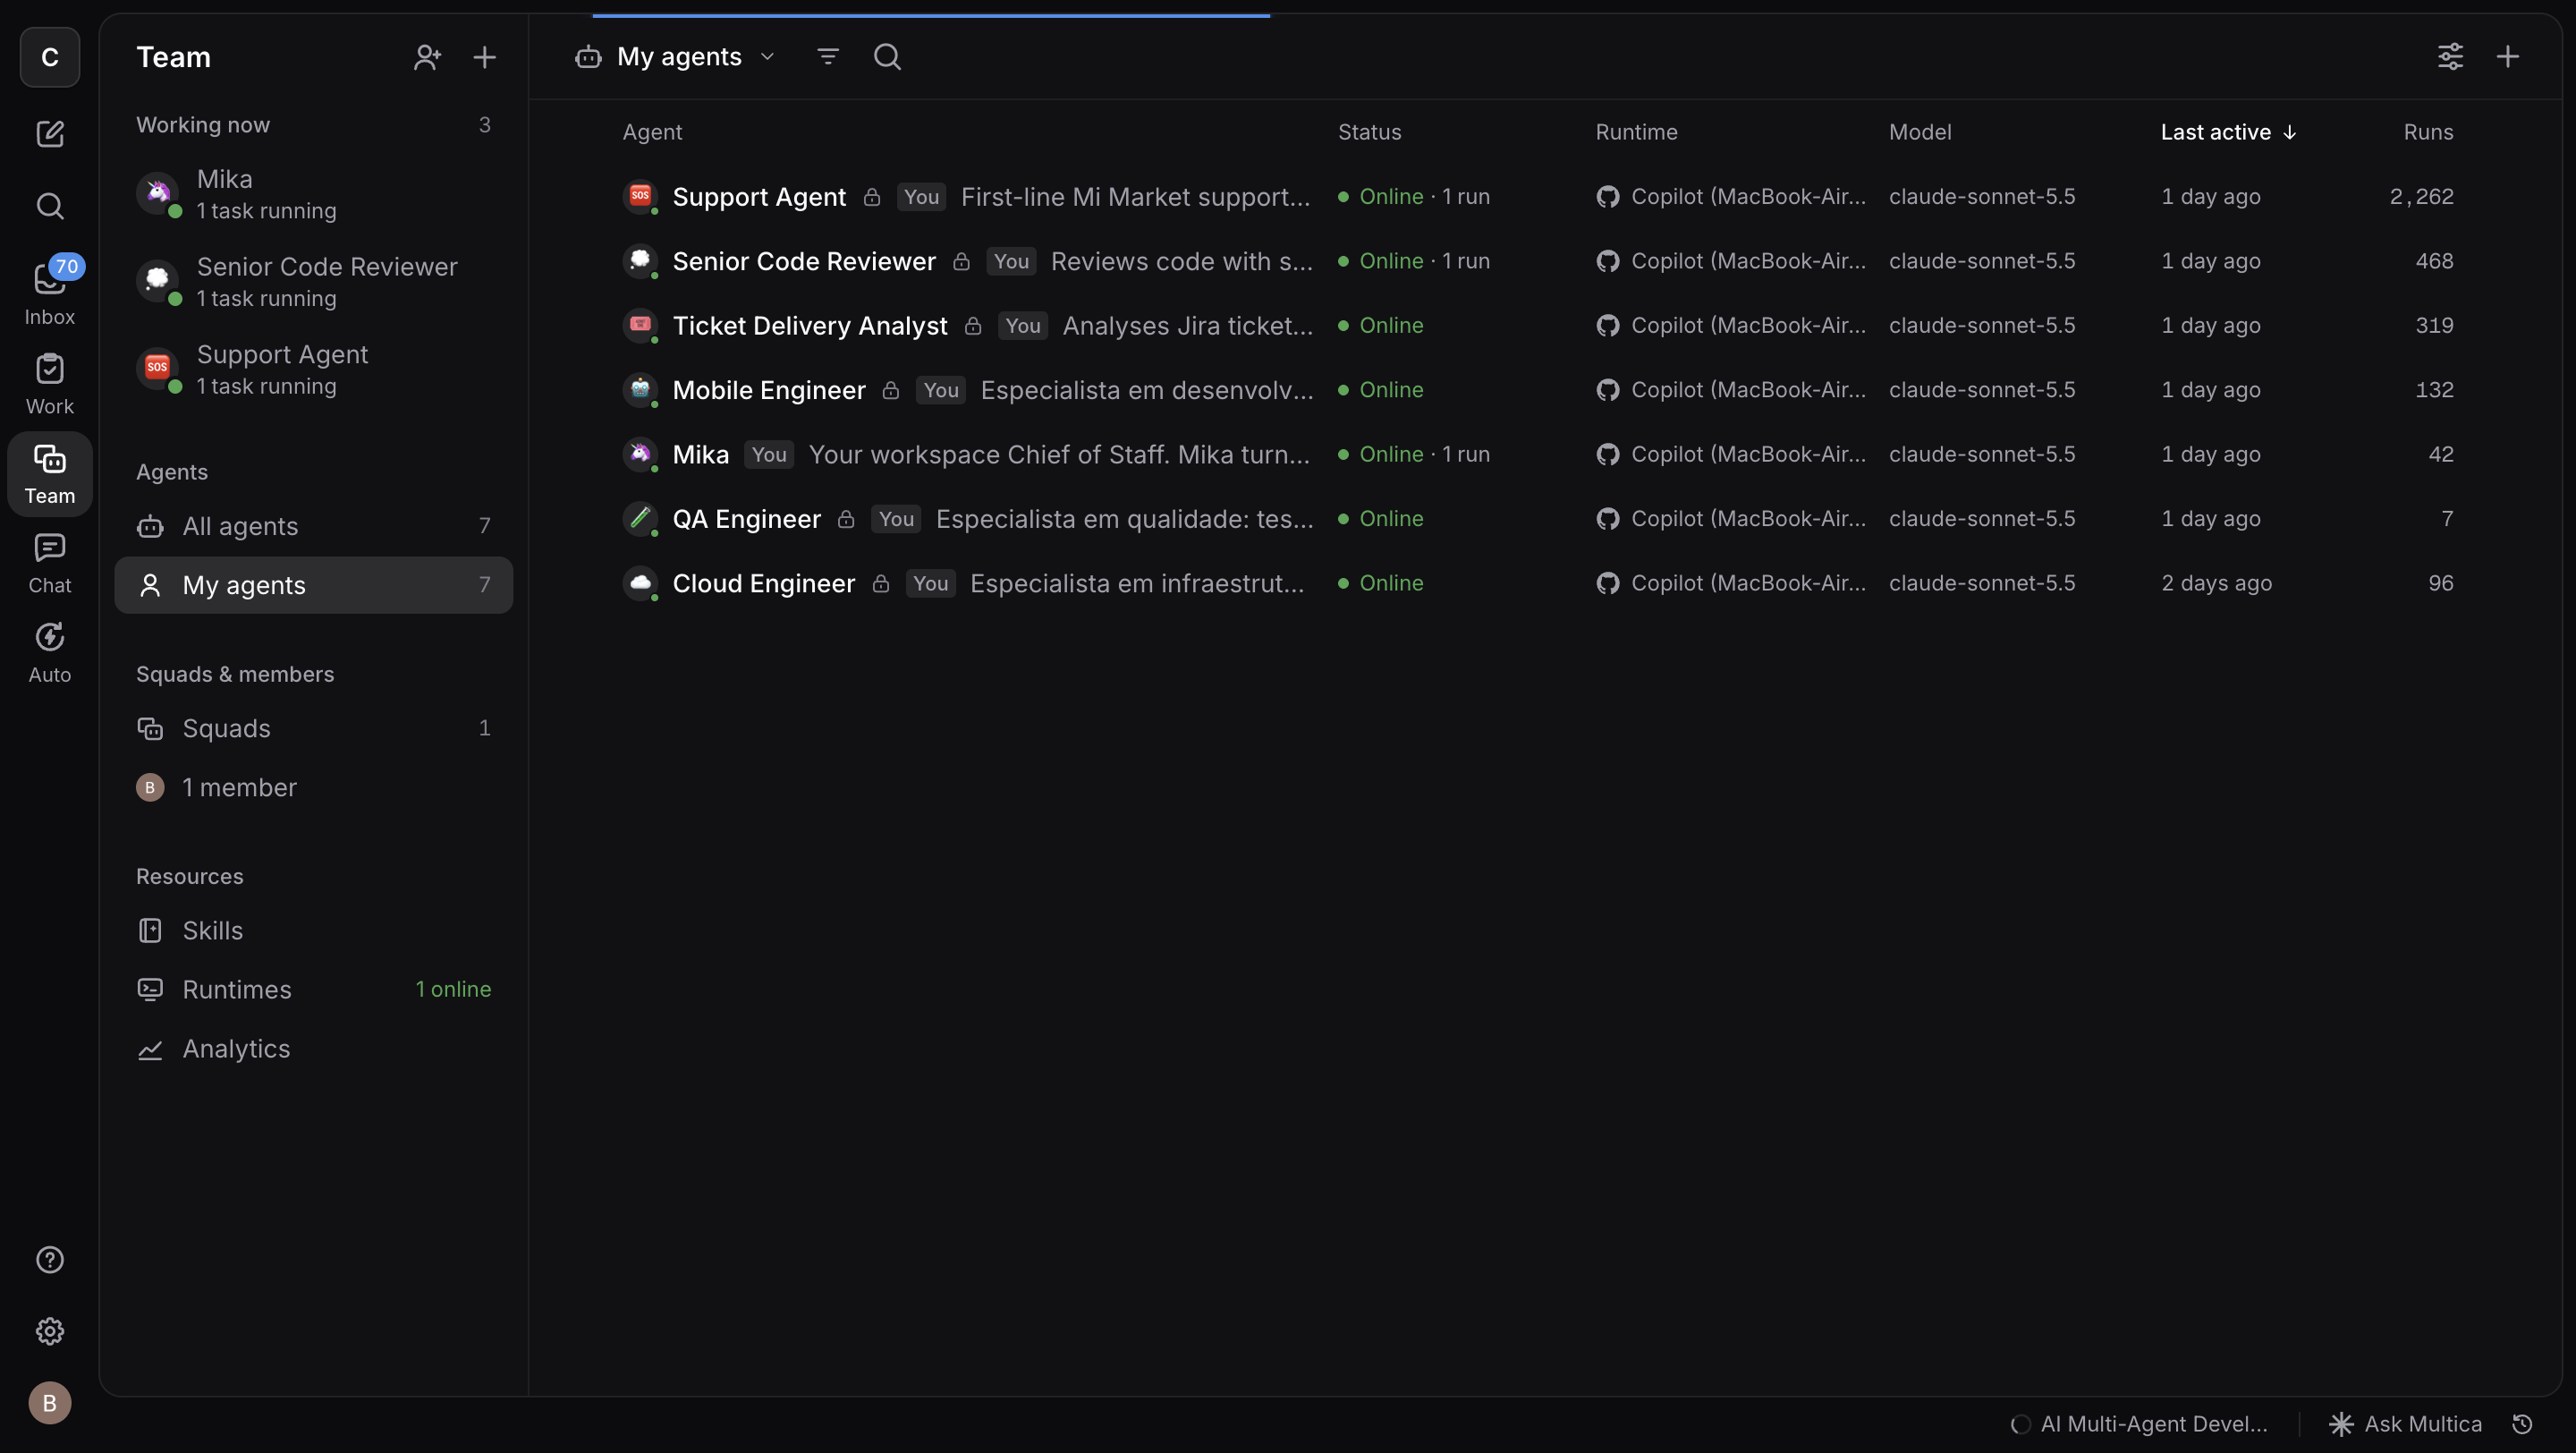 C
70
Inbox
Work
Team
Chat
Auto
B
Team
Working now 3
Mika
1 task running
Senior Code Reviewer
1 task running
SOS
Support Agent
1 task running
Agents
All agents 7
My agents 7
Squads & members
Squads 1
B 1 member
Resources
Skills
Runtimes 1 online
Analytics
My agents
Agent Status Runtime Model Last active ↓ Runs
SOS Support Agent You First-line Mi Market support... Online · 1 run Copilot (MacBook-Air... claude-sonnet-5.5 1 day ago 2,262
Senior Code Reviewer You Reviews code with s... Online · 1 run Copilot (MacBook-Air... claude-sonnet-5.5 1 day ago 468
Ticket Delivery Analyst You Analyses Jira ticket... Online Copilot (MacBook-Air... claude-sonnet-5.5 1 day ago 319
Mobile Engineer You Especialista em desenvolv... Online Copilot (MacBook-Air... claude-sonnet-5.5 1 day ago 132
Mika You Your workspace Chief of Staff. Mika turn... Online · 1 run Copilot (MacBook-Air... claude-sonnet-5.5 1 day ago 42
QA Engineer You Especialista em qualidade: tes... Online Copilot (MacBook-Air... claude-sonnet-5.5 1 day ago 7
Cloud Engineer You Especialista em infraestrut... Online Copilot (MacBook-Air... claude-sonnet-5.5 2 days ago 96
AI Multi-Agent Devel... Ask Multica